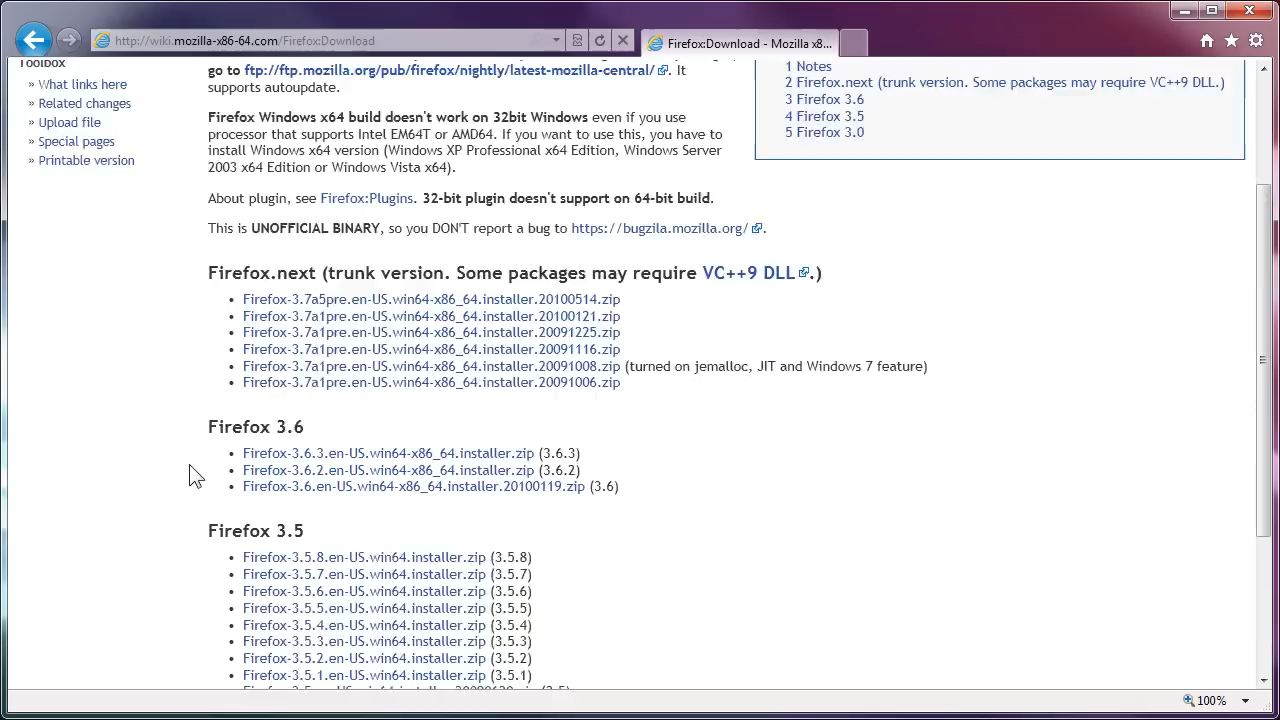 http://wiki.mozilla-x86-64.com/Firefox:Download
Firefox:Download - Mozilla x8...
Toolbox
» What links here
» Related changes
» Upload file
» Special pages
» Printable version
go to ftp://ftp.mozilla.org/pub/firefox/nightly/latest-mozilla-central/. It
supports autoupdate.
Firefox Windows x64 build doesn't work on 32bit Windows even if you use
processor that supports Intel EM64T or AMD64. If you want to use this, you have to
install Windows x64 version (Windows XP Professional x64 Edition, Windows Server
2003 x64 Edition or Windows Vista x64).
About plugin, see Firefox:Plugins. 32-bit plugin doesn't support on 64-bit build.
This is UNOFFICIAL BINARY, so you DON'T report a bug to https://bugzila.mozilla.org/.
1 Notes
2 Firefox.next (trunk version. Some packages may require VC++9 DLL.)
3 Firefox 3.6
4 Firefox 3.5
5 Firefox 3.0
Firefox.next (trunk version. Some packages may require VC++9 DLL.)
• Firefox-3.7a5pre.en-US.win64-x86_64.installer.20100514.zip
• Firefox-3.7a1pre.en-US.win64-x86_64.installer.20100121.zip
• Firefox-3.7a1pre.en-US.win64-x86_64.installer.20091225.zip
• Firefox-3.7a1pre.en-US.win64-x86_64.installer.20091116.zip
• Firefox-3.7a1pre.en-US.win64-x86_64.installer.20091008.zip (turned on jemalloc, JIT and Windows 7 feature)
• Firefox-3.7a1pre.en-US.win64-x86_64.installer.20091006.zip
Firefox 3.6
• Firefox-3.6.3.en-US.win64-x86_64.installer.zip (3.6.3)
• Firefox-3.6.2.en-US.win64-x86_64.installer.zip (3.6.2)
• Firefox-3.6.en-US.win64-x86_64.installer.20100119.zip (3.6)
Firefox 3.5
• Firefox-3.5.8.en-US.win64.installer.zip (3.5.8)
• Firefox-3.5.7.en-US.win64.installer.zip (3.5.7)
• Firefox-3.5.6.en-US.win64.installer.zip (3.5.6)
• Firefox-3.5.5.en-US.win64.installer.zip (3.5.5)
• Firefox-3.5.4.en-US.win64.installer.zip (3.5.4)
• Firefox-3.5.3.en-US.win64.installer.zip (3.5.3)
• Firefox-3.5.2.en-US.win64.installer.zip (3.5.2)
• Firefox-3.5.1.en-US.win64.installer.zip (3.5.1)
100%